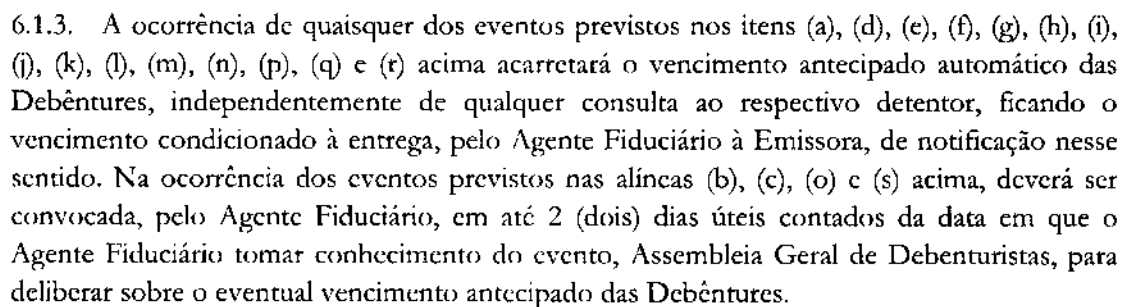 6.1.3. A ocorrência de quaisquer dos eventos previstos nos itens (a), (d), (e), (f), (g), (h), (i),
(j), (k), (l), (m), (n), (p), (q) e (r) acima acarretará o vencimento antecipado automático das
Debêntures, independentemente de qualquer consulta ao respectivo detentor, ficando o
vencimento condicionado à entrega, pelo Agente Fiduciário à Emissora, de notificação nesse
sentido. Na ocorrência dos eventos previstos nas alíneas (b), (c), (o) e (s) acima, deverá ser
convocada, pelo Agente Fiduciário, em até 2 (dois) dias úteis contados da data em que o
Agente Fiduciário tomar conhecimento do evento, Assembleia Geral de Debenturistas, para
deliberar sobre o eventual vencimento antecipado das Debêntures.